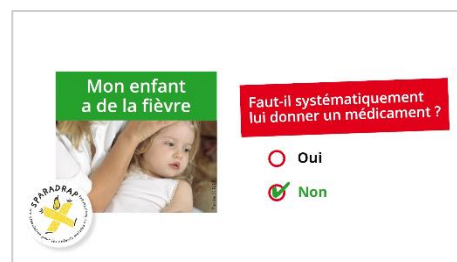 Mon enfant
a de la fièvre
Faut-il systématiquement
lui donner un médicament ?
Oui
Non
SPARADRAP